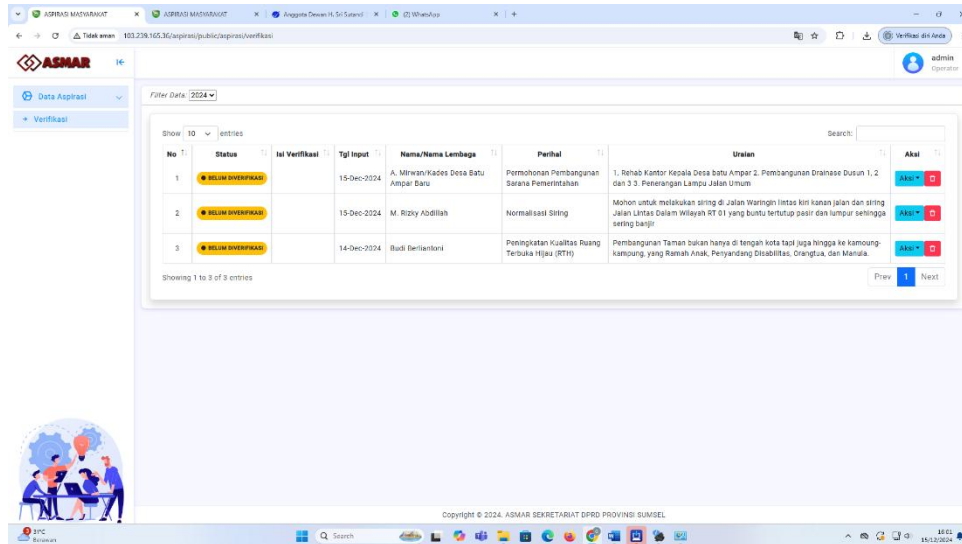 ASPIRASI MASYARAKAT
ASPIRASI MASYARAKAT
Anggota Dewan H. Sri Sutandi
(2) WhatsApp
Tidak aman
103.239.165.36/aspirasi/public/aspirasi/verifikasi
Verifikasi diri Anda
ASMAR
admin
Operator
Data Aspirasi
Verifikasi
Filter Data: 2024
Show 10 entries
Search:
No Status Isi Verifikasi Tgl Input Nama/Nama Lembaga Perihal Uraian Aksi
1 BELUM DIVERIFIKASI 15-Dec-2024 A. Mirwan/Kades Desa Batu Ampar Baru Permohonan Pembangunan Sarana Pemerintahan 1. Rehab Kantor Kepala Desa batu Ampar 2. Pembangunan Drainase Dusun 1, 2 dan 3 3. Penerangan Lampu Jalan Umum Aksi
2 BELUM DIVERIFIKASI 15-Dec-2024 M. Rizky Abdillah Normalisasi Siring Mohon untuk melakukan siring di Jalan Waringin lintas kiri kanan jalan dan siring Jalan Lintas Dalam Wilayah RT 01 yang buntu tertutup pasir dan lumpur sehingga sering banjir Aksi
3 BELUM DIVERIFIKASI 14-Dec-2024 Budi Berliantoni Peningkatan Kualitas Ruang Terbuka Hijau (RTH) Pembangunan Taman bukan hanya di tengah kota tapi juga hingga ke kamoung-kampung, yang Ramah Anak, Penyandang Disabilitas, Orangtua, dan Manula. Aksi
Showing 1 to 3 of 3 entries
Prev 1 Next
Copyright © 2024. ASMAR SEKRETARIAT DPRD PROVINSI SUMSEL
31°C
Berawan
Search
16:01
15/12/2024